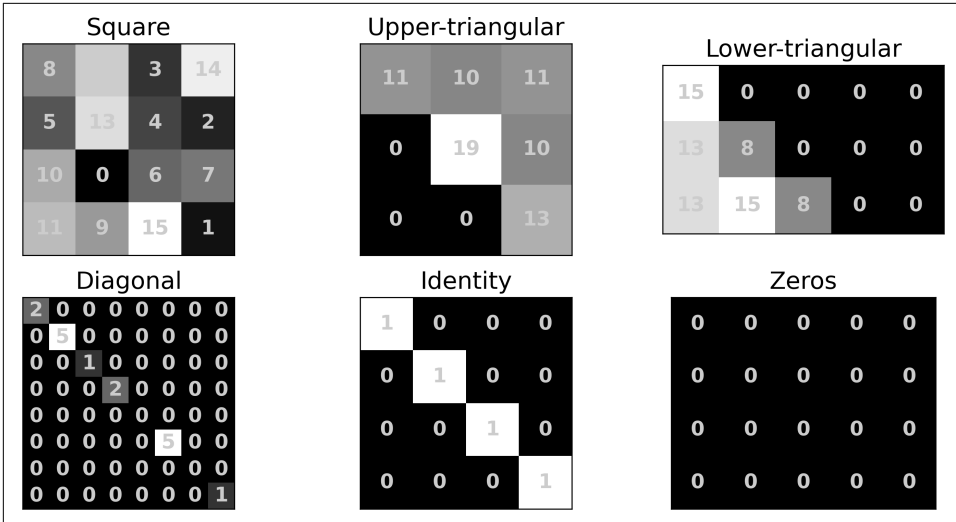 Square
8 3 14
5 13 4 2
10 0 6 7
11 9 15 1
Upper-triangular
11 10 11
0 19 10
0 0 13
Lower-triangular
15 0 0 0 0
13 8 0 0 0
13 15 8 0 0
Diagonal
2 0 0 0 0 0 0 0
0 5 0 0 0 0 0 0
0 0 1 0 0 0 0 0
0 0 0 2 0 0 0 0
0 0 0 0 0 0 0 0
0 0 0 0 0 5 0 0
0 0 0 0 0 0 0 0
0 0 0 0 0 0 0 1
Identity
1 0 0 0
0 1 0 0
0 0 1 0
0 0 0 1
Zeros
0 0 0 0 0
0 0 0 0 0
0 0 0 0 0
0 0 0 0 0